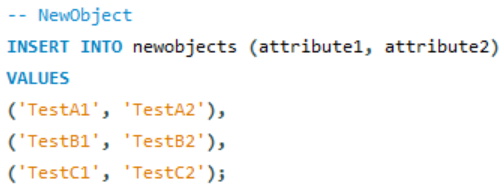 -- NewObject
INSERT INTO newobjects (attribute1, attribute2)
VALUES
('TestA1', 'TestA2'),
('TestB1', 'TestB2'),
('TestC1', 'TestC2');